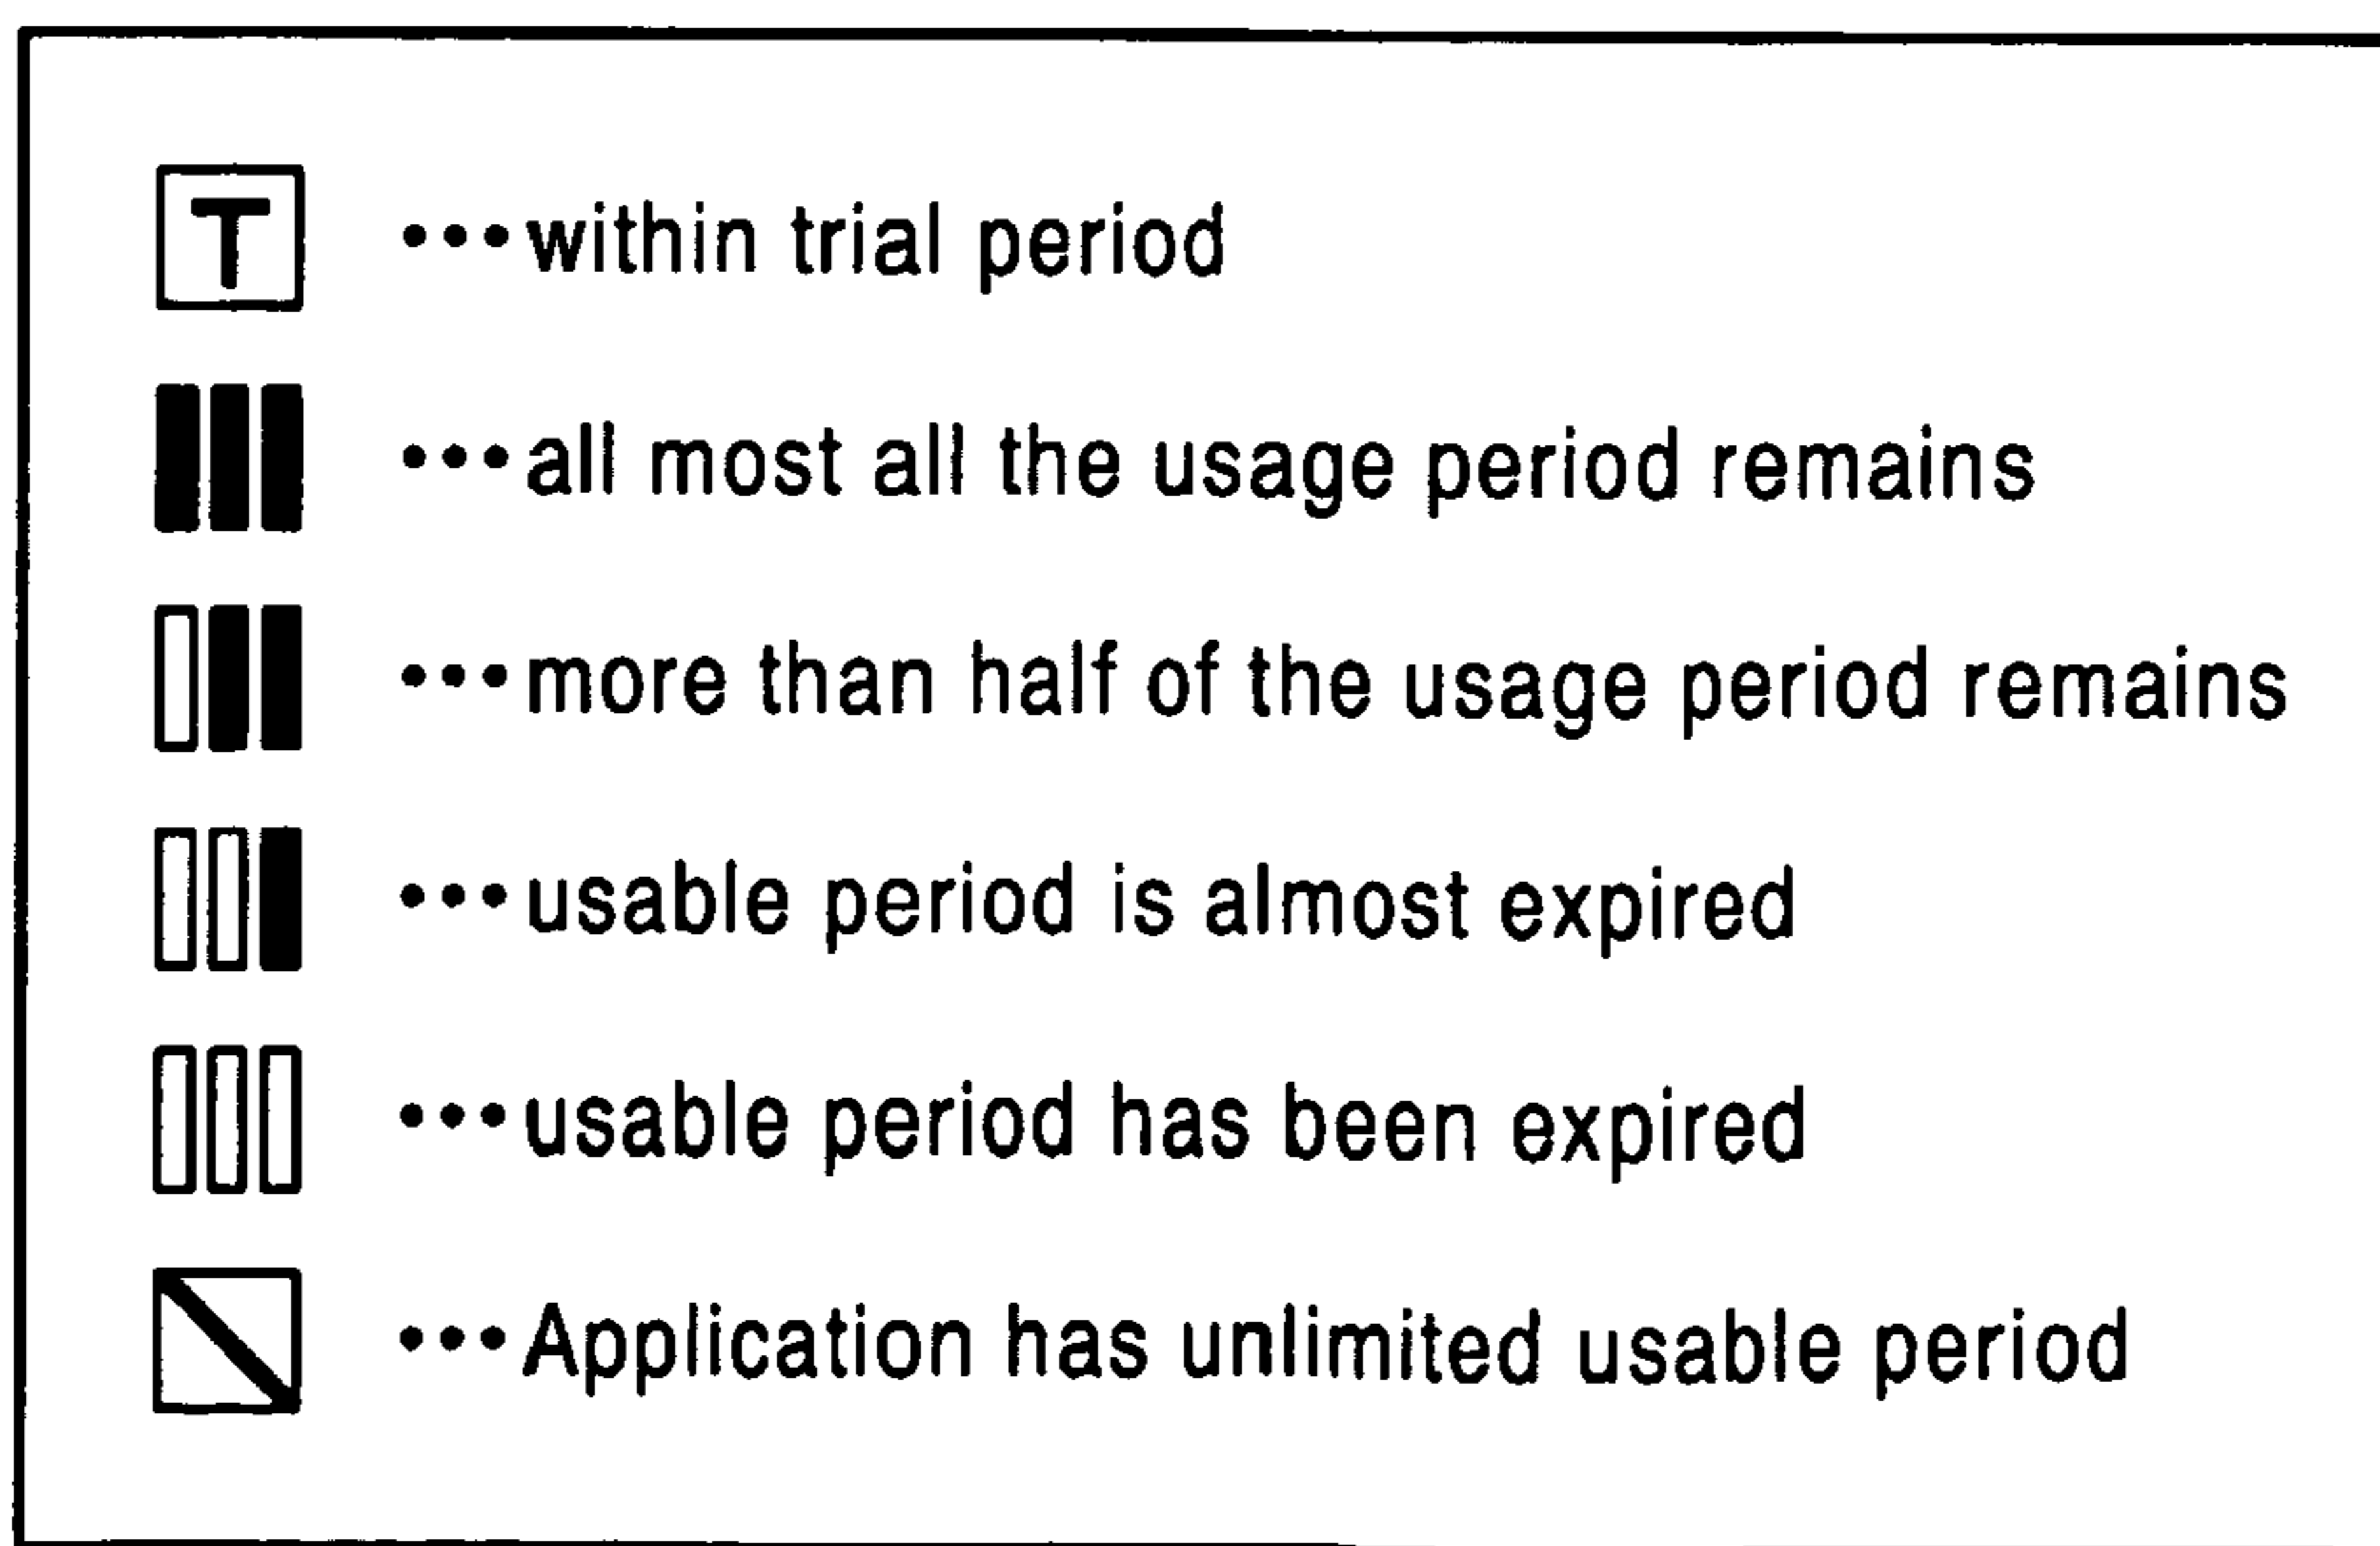 T •••within trial period
•••all most all the usage period remains
•••more than half of the usage period remains
•••usable period is almost expired
•••usable period has been expired
•••Application has unlimited usable period